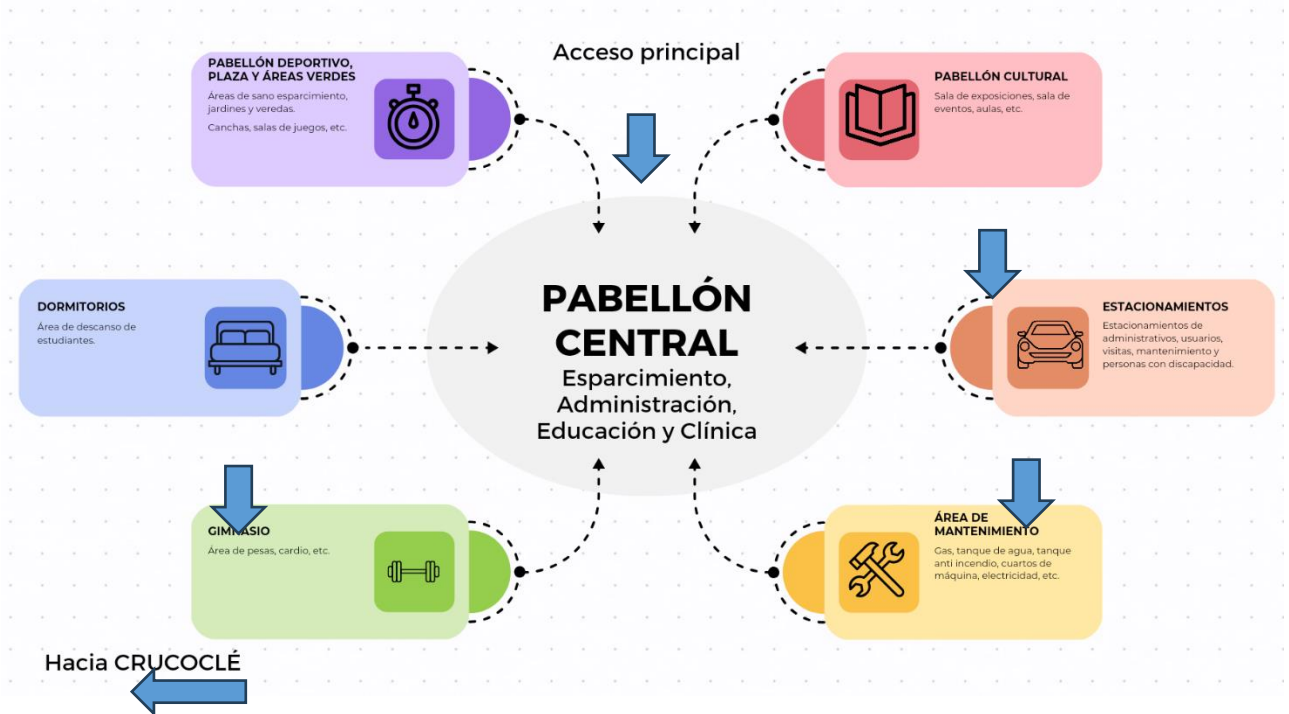 Acceso principal
PABELLÓN DEPORTIVO,
PLAZA Y ÁREAS VERDES
Áreas de sano esparcimiento,
jardines y veredas.
Canchas, salas de juegos, etc.
PABELLÓN CULTURAL
Sala de exposiciones, sala de
eventos, aulas, etc.
DORMITORIOS
Área de descanso de
estudiantes.
PABELLÓN
CENTRAL
Esparcimiento,
Administración,
Educación y Clínica
ESTACIONAMIENTOS
Estacionamientos de
administrativos, usuarios,
visitas, mantenimiento y
personas con discapacidad.
GIMNASIO
Área de pesas, cardio, etc.
ÁREA DE
MANTENIMIENTO
Gas, tanque de agua, tanque
anti incendio, cuartos de
máquina, electricidad, etc.
Hacia CRUCOCLÉ